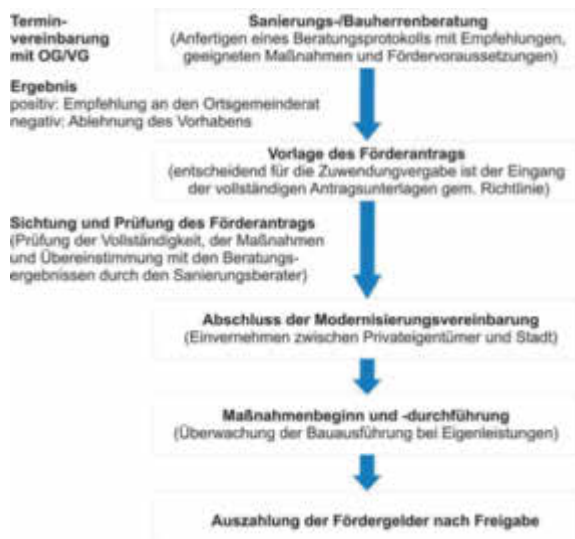 Termin-
vereinbarung
mit OG/VG
Sanierungs-/Bauherrenberatung
(Anfertigen eines Beratungsprotokolls mit Empfehlungen,
geeigneten Maßnahmen und Fördervoraussetzungen)
Ergebnis
positiv: Empfehlung an den Ortsgemeinderat
negativ: Ablehnung des Vorhabens
Vorlage des Förderantrags
(entscheidend für die Zuwendungvergabe ist der Eingang
der vollständigen Antragsunterlagen gem. Richtlinie)
Sichtung und Prüfung des Förderantrags
(Prüfung der Vollständigkeit, der Maßnahmen
und Übereinstimmung mit den Beratungs-
ergebnissen durch den Sanierungsberater)
Abschluss der Modernisierungsvereinbarung
(Einvernehmen zwischen Privateigentümer und Stadt)
Maßnahmenbeginn und -durchführung
(Überwachung der Bauausführung bei Eigenleistungen)
Auszahlung der Fördergelder nach Freigabe